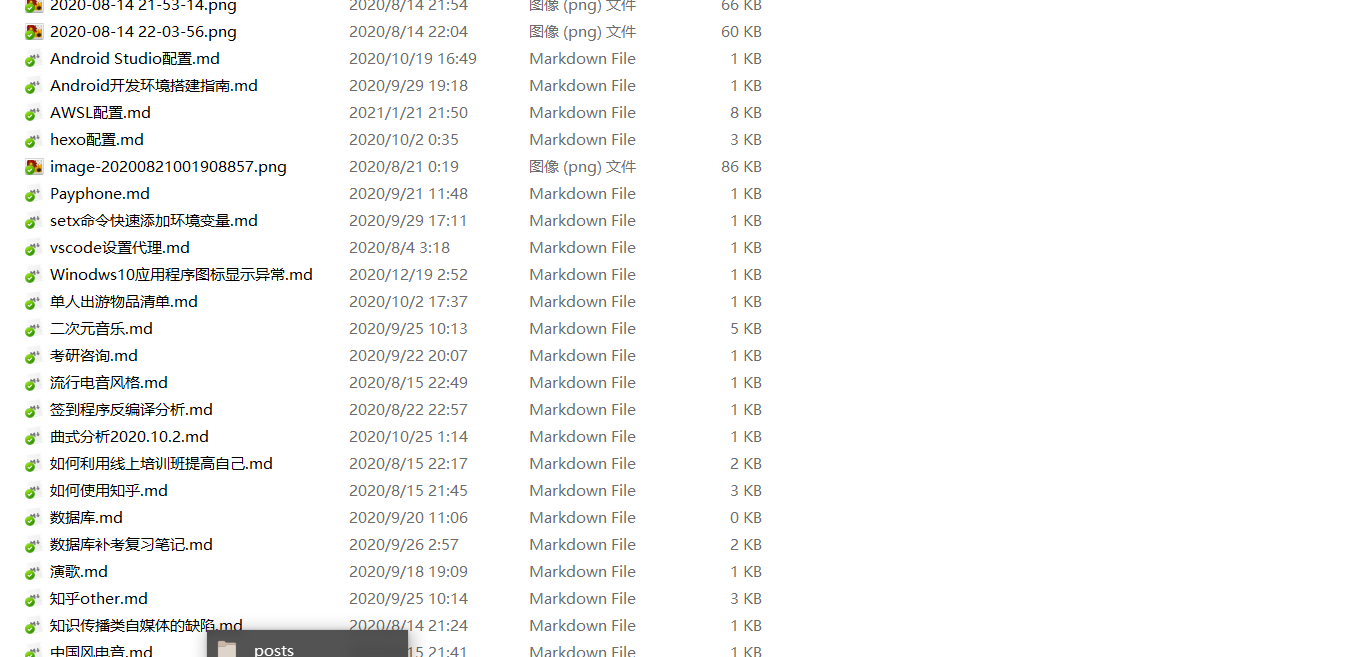 2020-08-14 21-53-14.png 2020/8/14 21:54 图像 (png) 文件 66 KB
2020-08-14 22-03-56.png 2020/8/14 22:04 图像 (png) 文件 60 KB
Android Studio配置.md 2020/10/19 16:49 Markdown File 1 KB
Android开发环境搭建指南.md 2020/9/29 19:18 Markdown File 1 KB
AWSL配置.md 2021/1/21 21:50 Markdown File 8 KB
hexo配置.md 2020/10/2 0:35 Markdown File 3 KB
image-20200821001908857.png 2020/8/21 0:19 图像 (png) 文件 86 KB
Payphone.md 2020/9/21 11:48 Markdown File 1 KB
setx命令快速添加环境变量.md 2020/9/29 17:11 Markdown File 1 KB
vscode设置代理.md 2020/8/4 3:18 Markdown File 1 KB
Winodws10应用程序图标显示异常.md 2020/12/19 2:52 Markdown File 1 KB
单人出游物品清单.md 2020/10/2 17:37 Markdown File 1 KB
二次元音乐.md 2020/9/25 10:13 Markdown File 5 KB
考研咨询.md 2020/9/22 20:07 Markdown File 1 KB
流行电音风格.md 2020/8/15 22:49 Markdown File 1 KB
签到程序反编译分析.md 2020/8/22 22:57 Markdown File 1 KB
曲式分析2020.10.2.md 2020/10/25 1:14 Markdown File 1 KB
如何利用线上培训班提高自己.md 2020/8/15 22:17 Markdown File 2 KB
如何使用知乎.md 2020/8/15 21:45 Markdown File 3 KB
数据库.md 2020/9/20 11:06 Markdown File 0 KB
数据库补考复习笔记.md 2020/9/26 2:57 Markdown File 2 KB
演歌.md 2020/9/18 19:09 Markdown File 1 KB
知乎other.md 2020/9/25 10:14 Markdown File 3 KB
知识传播类自媒体的缺陷.md 2020/8/14 21:24 Markdown File 1 KB
中国风电音.md posts 15 21:41 Markdown File 1 KB